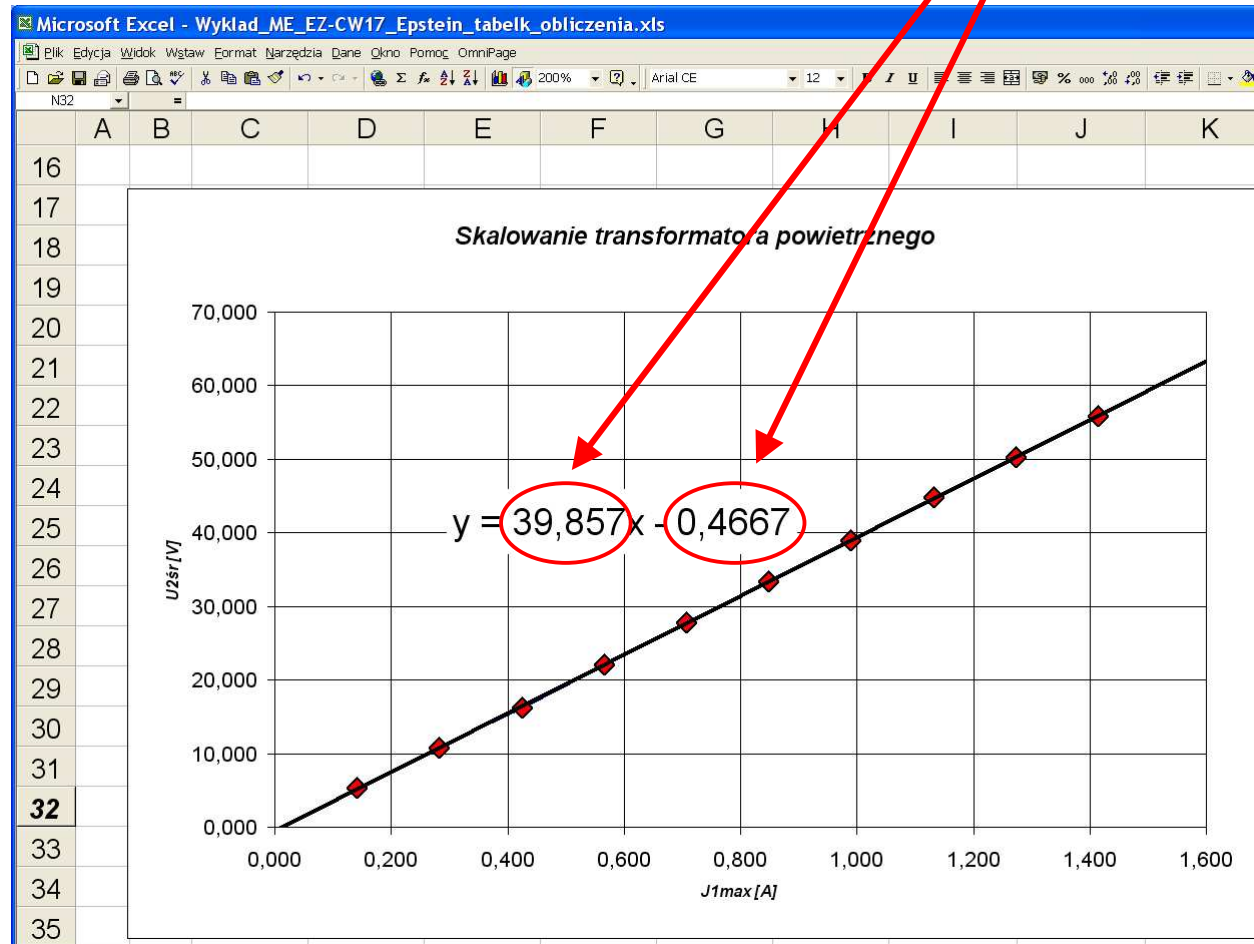 Microsoft Excel - Wyklad_ME_EZ-CW17_Epstein_tabelk_obliczenia.xls
Plik Edycja Widok Wstaw Format Narzędzia Dane Okno Pomoc OmniPage
200% Arial CE 12 I U % 000
N32 =
A B C D E F G H I J K
16
17
18
19
20
21
22
23
24
25
26
27
28
29
30
31
32
33
34
35
Skalowanie transformatora powietrznego
70,000
60,000
50,000
40,000
30,000
20,000
10,000
0,000
U2śr [V]
y = 39,857x - 0,4667
0,000 0,200 0,400 0,600 0,800 1,000 1,200 1,400 1,600
J1max [A]